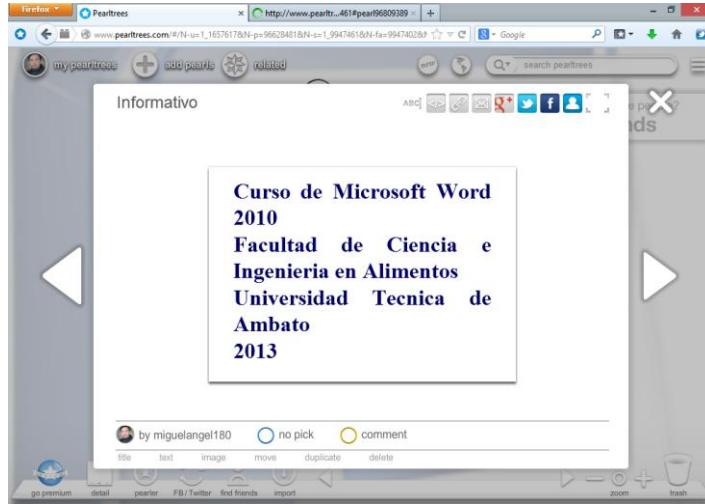 Firefox
Pearltrees
http://www.pearltr...461#pearl96809389
www.pearltrees.com/#/N-u=1_1657617&N-p=96628481&N-s=1_9947461&N-fa=9947402&
Google
my pearltrees
add pearls
related
new
search pearltrees
Informativo
ABC
Curso de Microsoft Word
2010
Facultad de Ciencia e
Ingenieria en Alimentos
Universidad Tecnica de
Ambato
2013
by miguelangel180
no pick
comment
title text image move duplicate delete
go premium detail pearler FB / Twitter find friends import zoom trash